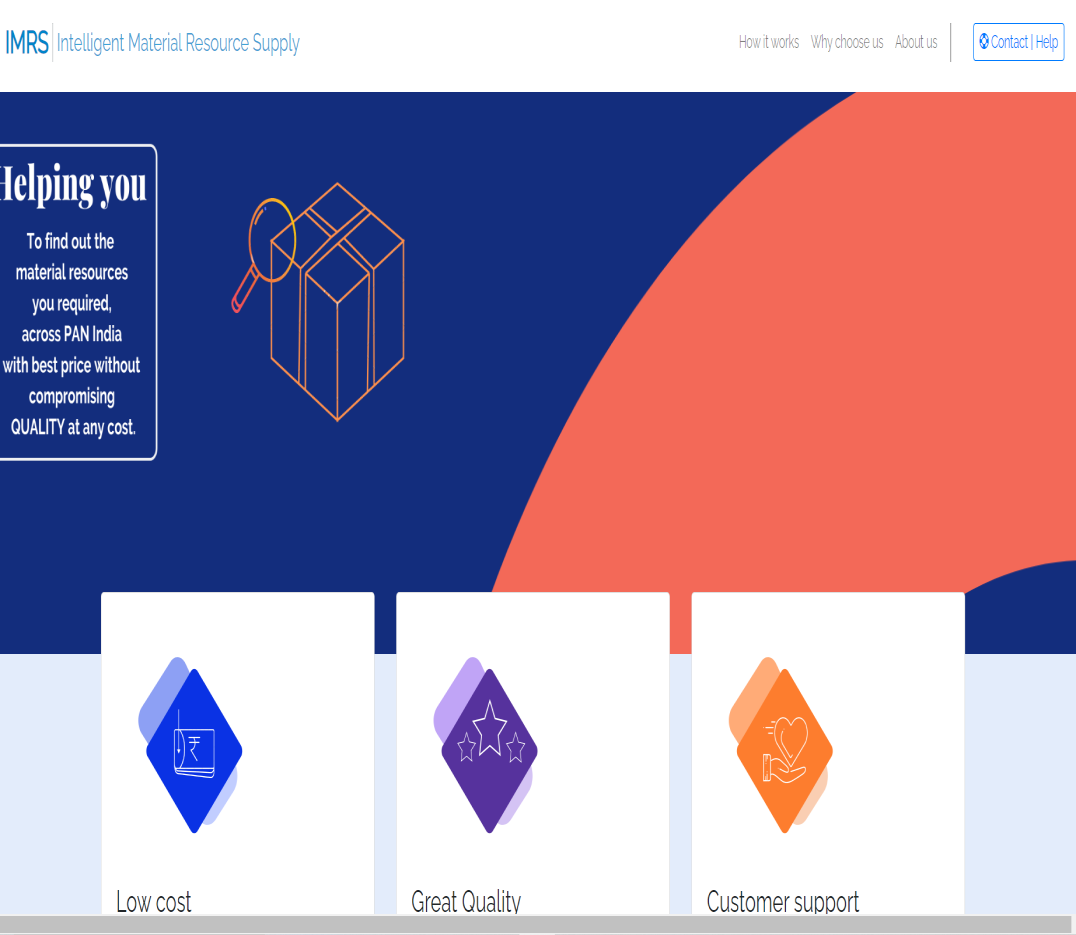 IMRS Intelligent Material Resource Supply
How it works Why choose us About us Contact | Help
Helping you
To find out the
material resources
you required,
across PAN India
with best price without
compromising
QUALITY at any cost.
₹
Low cost
Great Quality
Customer support